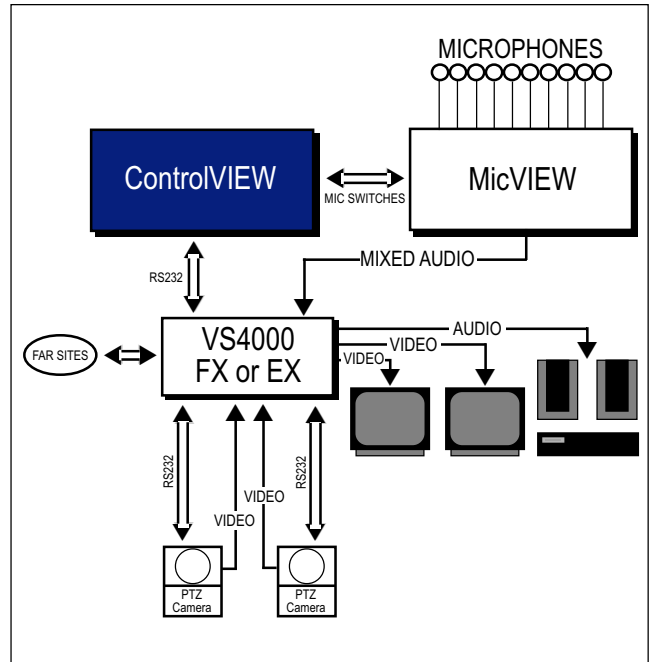 MICROPHONES
ControlVIEW
MicVIEW
MIC SWITCHES
MIXED AUDIO
RS232
VS4000
FX or EX
FAR SITES
AUDIO
VIDEO
VIDEO
RS232
VIDEO
VIDEO
RS232
PTZ
Camera
PTZ
Camera